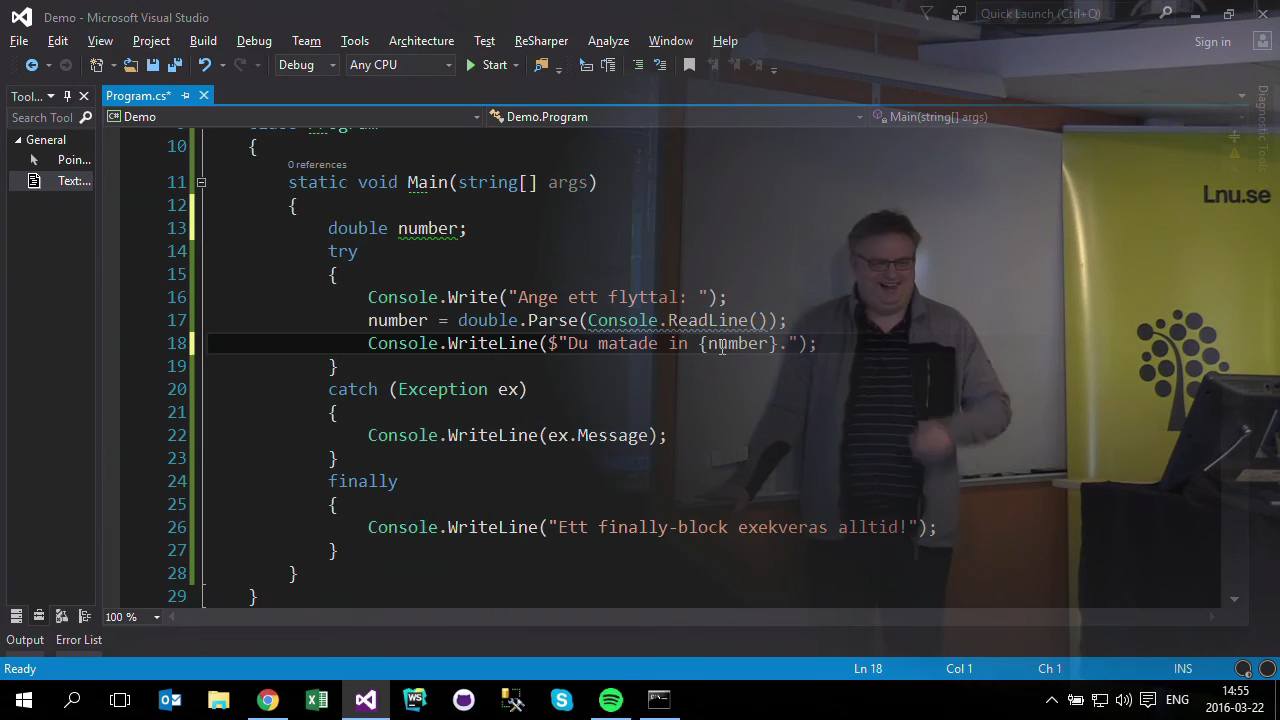 Demo - Microsoft Visual Studio
Quick Launch (Ctrl+Q)
File Edit View Project Build Debug Team Tools Architecture Test ReSharper Analyze Window Help
Sign in
Debug Any CPU Start
Tool... Program.cs*
Search Tool Demo Demo.Program Main(string[] args)
General
Poin...
Text:...
Diagnostic Tools
Lnu.se
10 {
0 references
11 static void Main(string[] args)
12 {
13 double number;
14 try
15 {
16 Console.Write("Ange ett flyttal: ");
17 number = double.Parse(Console.ReadLine());
18 Console.WriteLine($"Du matade in {number}.");
19 }
20 catch (Exception ex)
21 {
22 Console.WriteLine(ex.Message);
23 }
24 finally
25 {
26 Console.WriteLine("Ett finally-block exekveras alltid!");
27 }
28 }
29 }
100 %
Output Error List
Ready Ln 18 Col 1 Ch 1 INS
ENG
14:55
2016-03-22